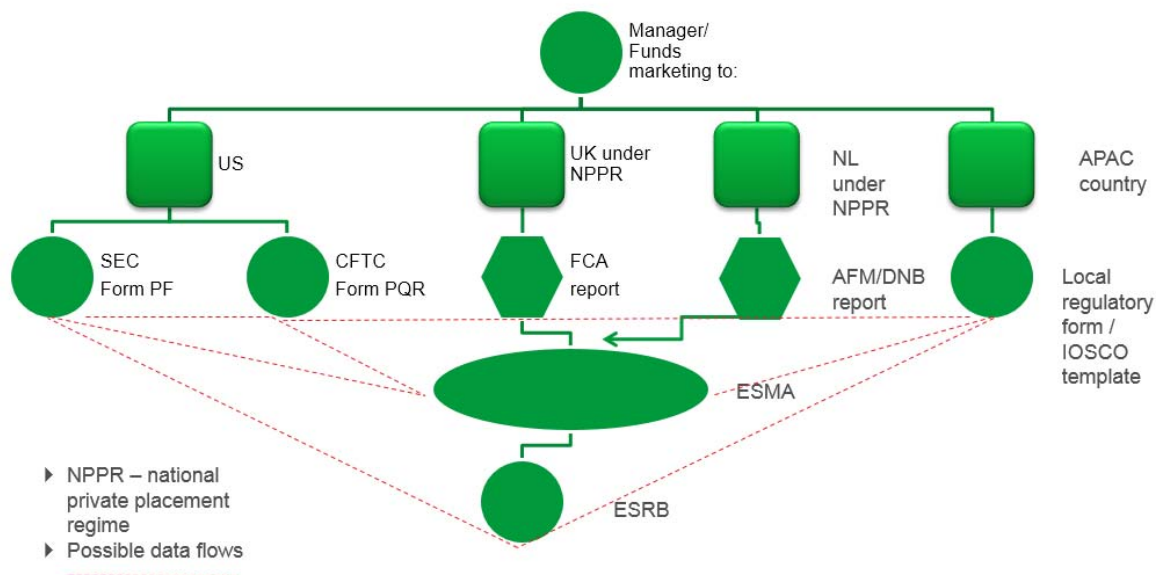 Manager/
Funds
marketing to:
US
UK under
NPPR
NL
under
NPPR
APAC
country
SEC
Form PF
CFTC
Form PQR
FCA
report
AFM/DNB
report
Local
regulatory
form /
IOSCO
template
ESMA
ESRB
NPPR – national
private placement
regime
Possible data flows